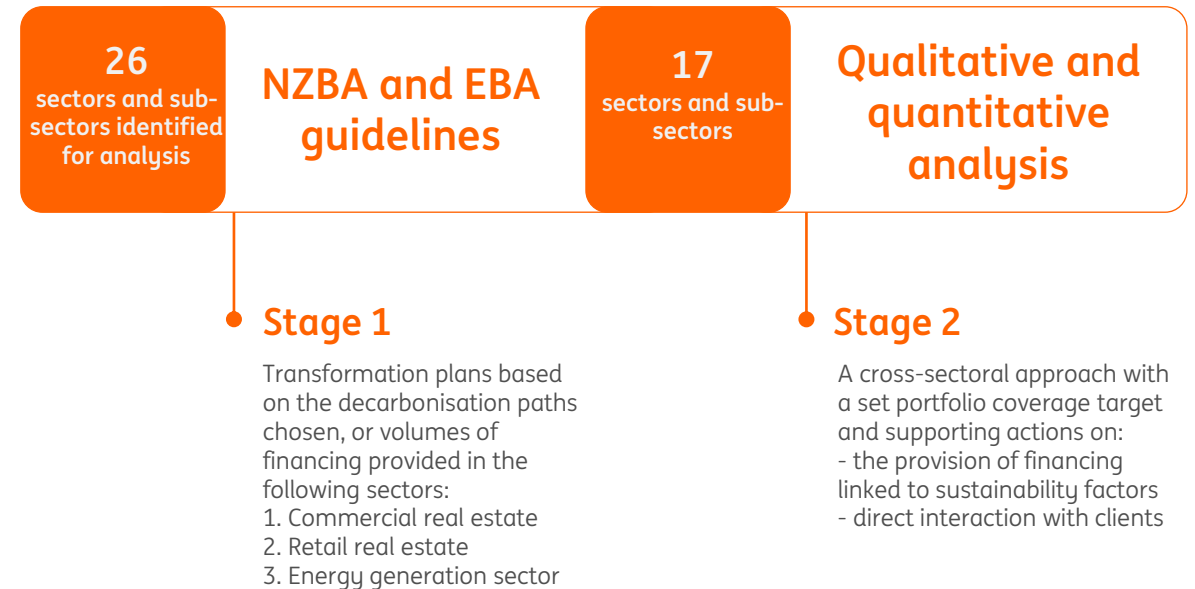 26
sectors and sub-
sectors identified
for analysis
NZBA and EBA
guidelines
17
sectors and sub-
sectors
Qualitative and
quantitative
analysis
Stage 1
Transformation plans based
on the decarbonisation paths
chosen, or volumes of
financing provided in the
following sectors:
1. Commercial real estate
2. Retail real estate
3. Energy generation sector
Stage 2
A cross-sectoral approach with
a set portfolio coverage target
and supporting actions on:
- the provision of financing
linked to sustainability factors
- direct interaction with clients